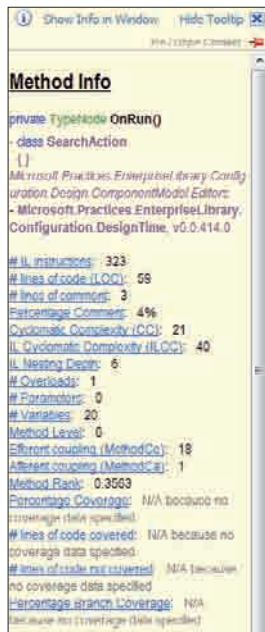 Show Info in Window Hide Tooltip
Method Info
private TypeNode OnRun()
- class SearchAction
{ }
Microsoft.Practices.EnterpriseLibrary.Config
uration.Design.ComponentModel.Editors
- Microsoft.Practices.EnterpriseLibrary.
Configuration.DesignTime, v5.0.414.0
# IL instructions: 323
# lines of code (LOC): 59
# lines of comment: 3
Percentage Comment: 4%
Cyclomatic Complexity (CC): 21
IL Cyclomatic Complexity (ILCC): 40
IL Nesting Depth: 6
# Overloads: 1
# Parameters: 0
# Variables: 20
Method Level: 0
Efferent coupling (MethodCe): 18
Afferent coupling (MethodCa): 1
Method Rank: 0.3563
Percentage Coverage: N/A because no
coverage data specified
# lines of code covered: N/A because no
coverage data specified
# lines of code not covered: N/A because
no coverage data specified
Percentage Branch Coverage: N/A
because no coverage data specified